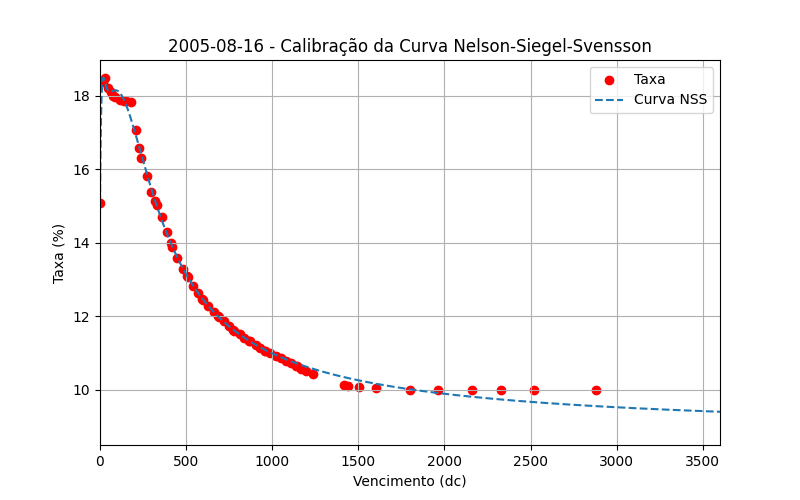 2005-08-16 - Calibração da Curva Nelson-Siegel-Svensson
Taxa
Curva NSS
18
16
14
12
10
Taxa (%)
0
500
1000
1500
2000
2500
3000
3500
Vencimento (dc)